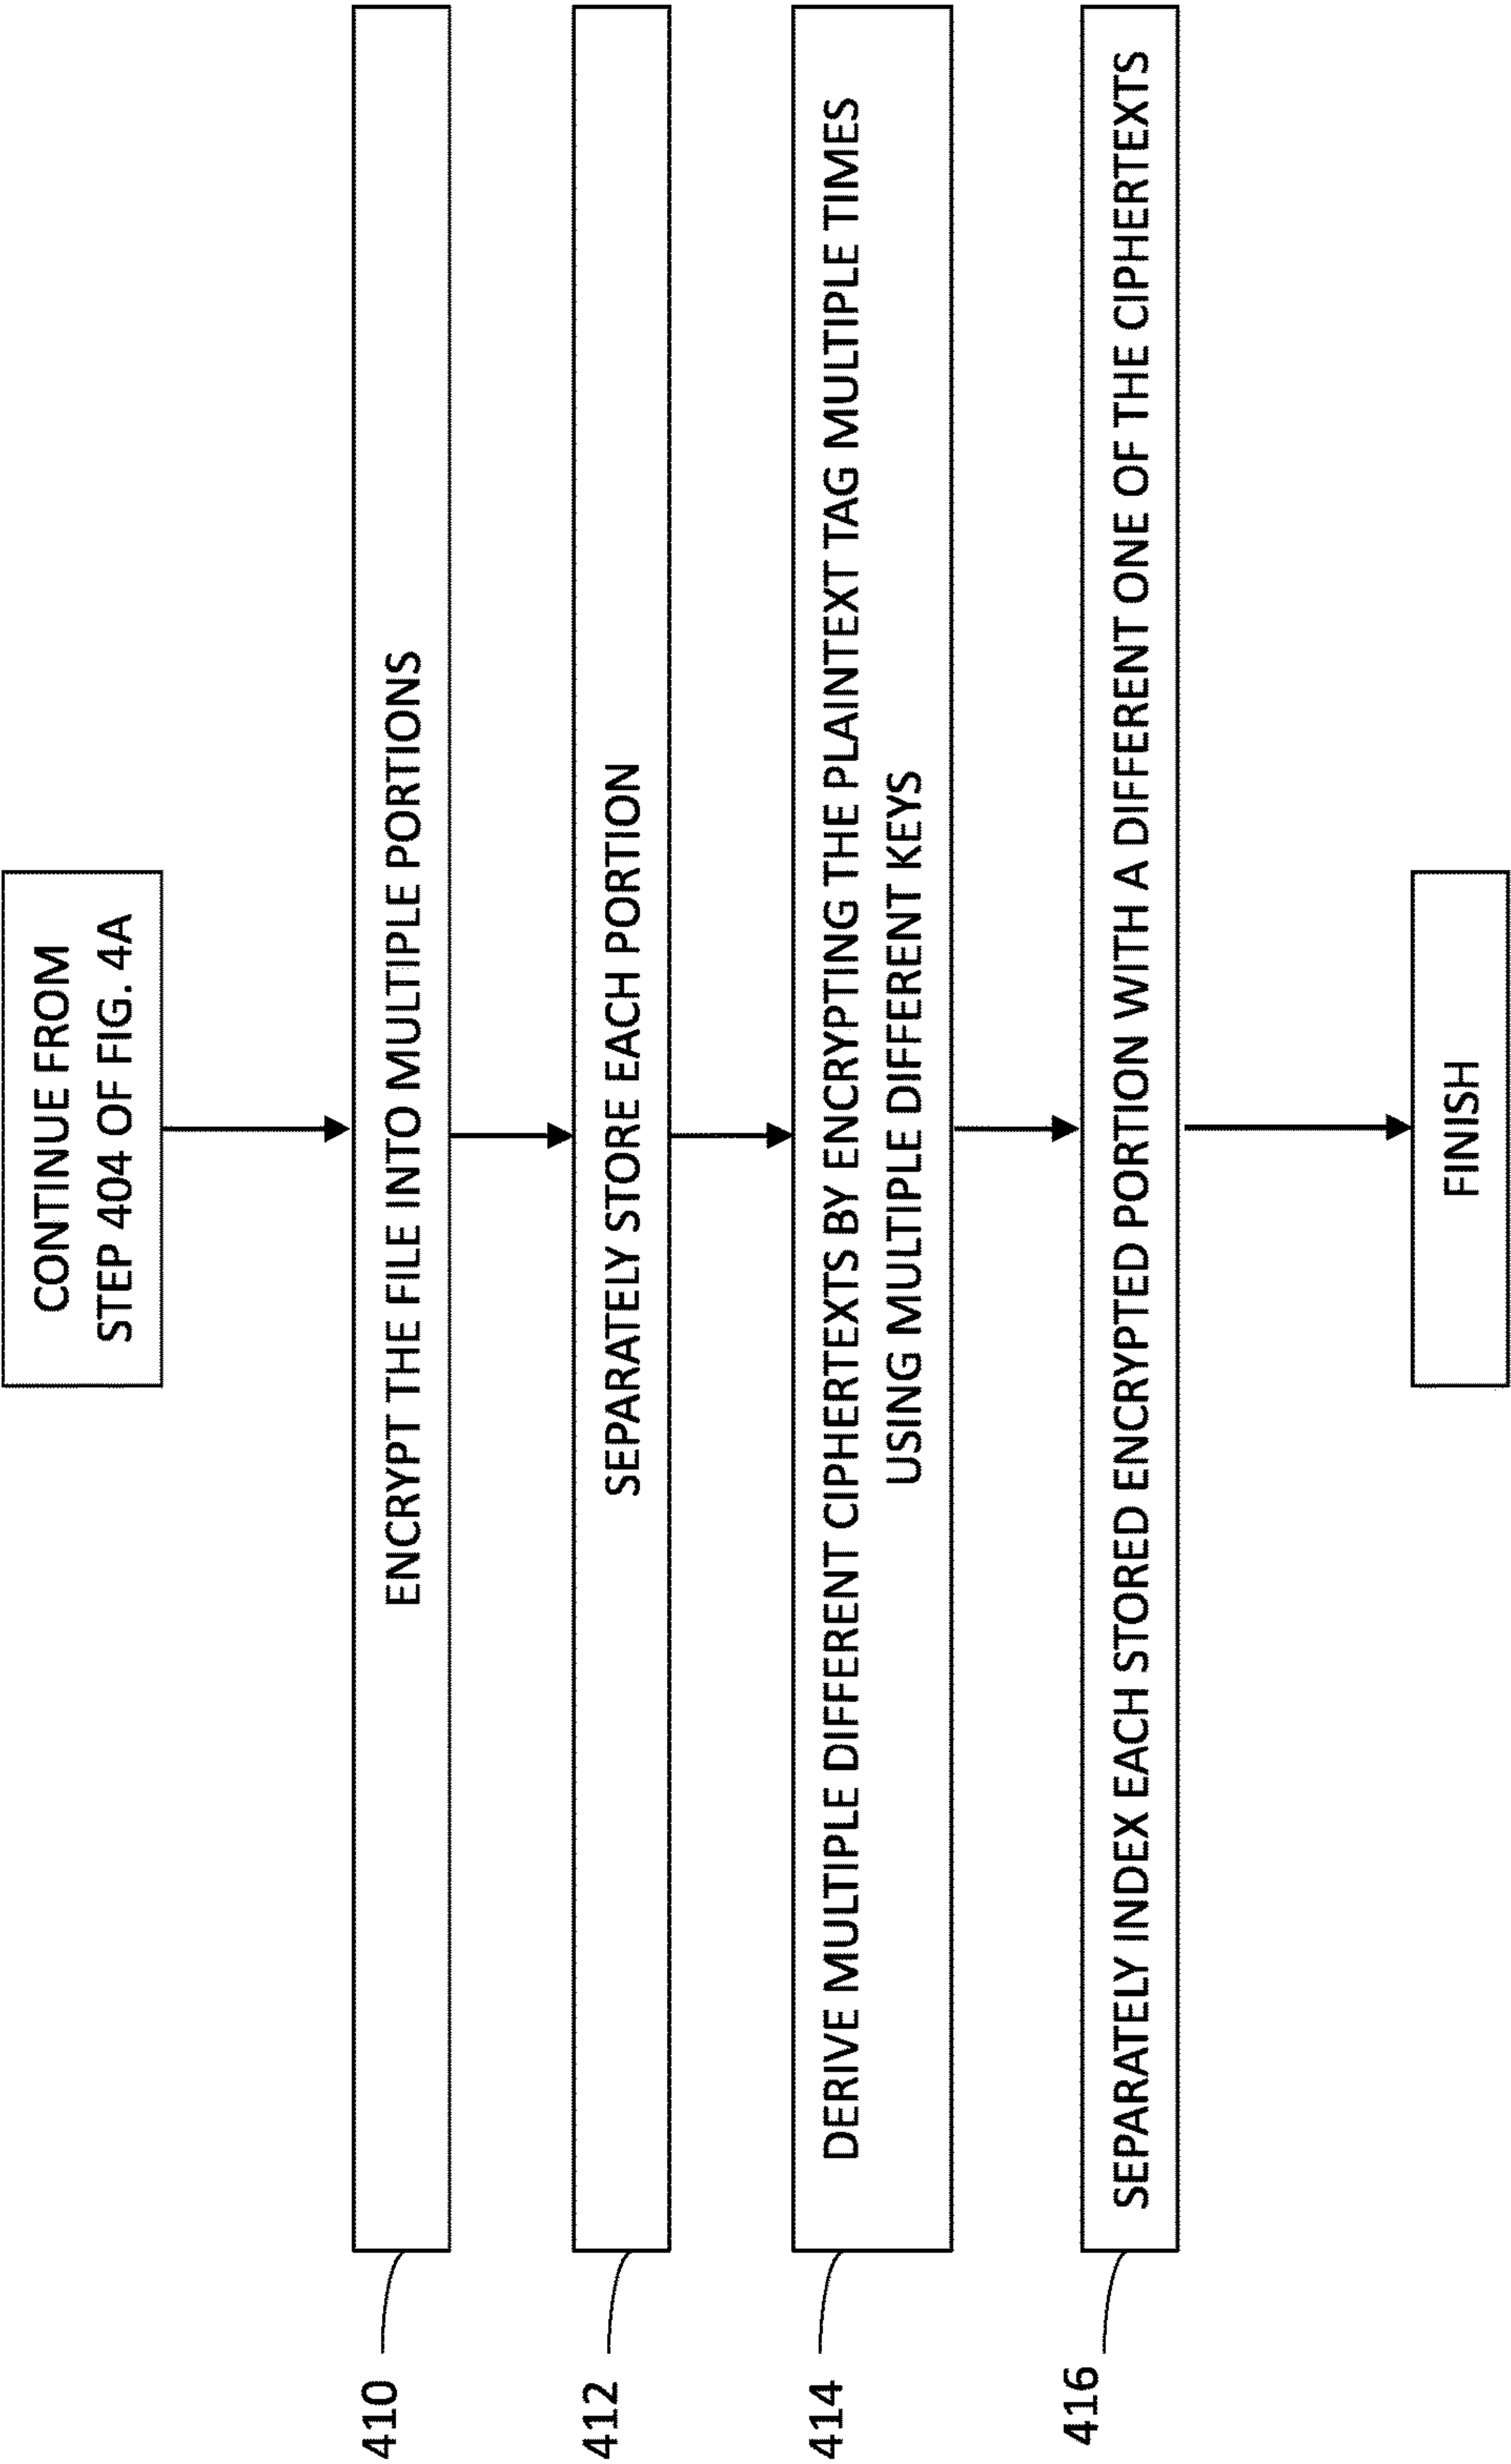 CONTINUE FROM
STEP 404 OF FIG. 4A
410
ENCRYPT THE FILE INTO MULTIPLE PORTIONS
412
SEPARATELY STORE EACH PORTION
414
DERIVE MULTIPLE DIFFERENT CIPHERTEXTS BY ENCRYPTING THE PLAINTEXT TAG MULTIPLE TIMES
USING MULTIPLE DIFFERENT KEYS
416
SEPARATELY INDEX EACH STORED ENCRYPTED PORTION WITH A DIFFERENT ONE OF THE CIPHERTEXTS
FINISH